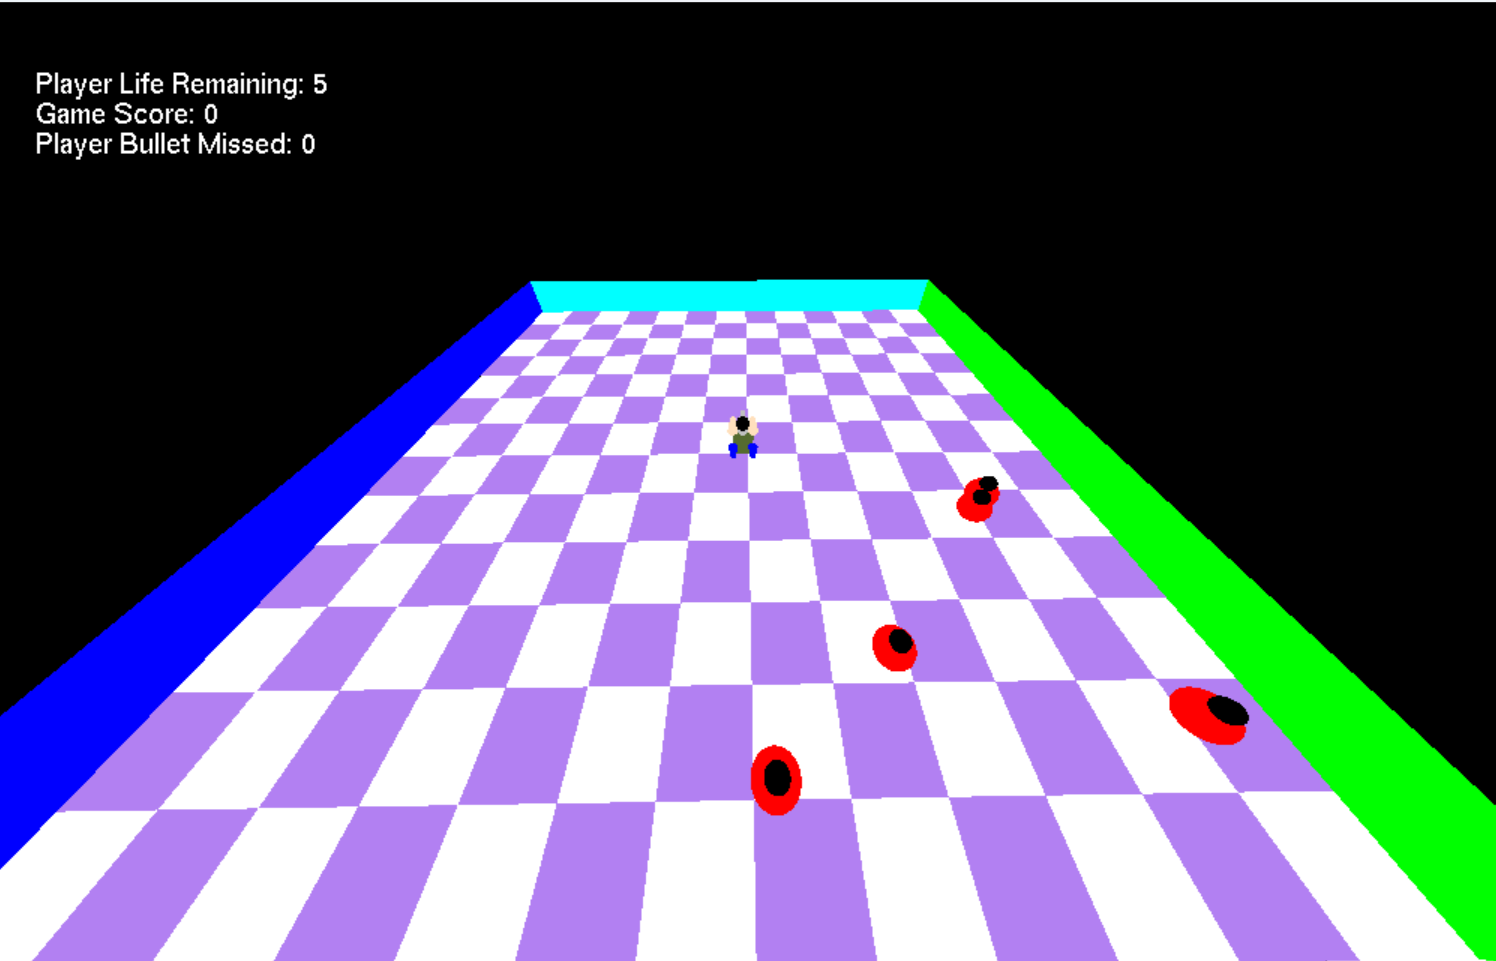 Player Life Remaining: 5
Game Score: 0
Player Bullet Missed: 0